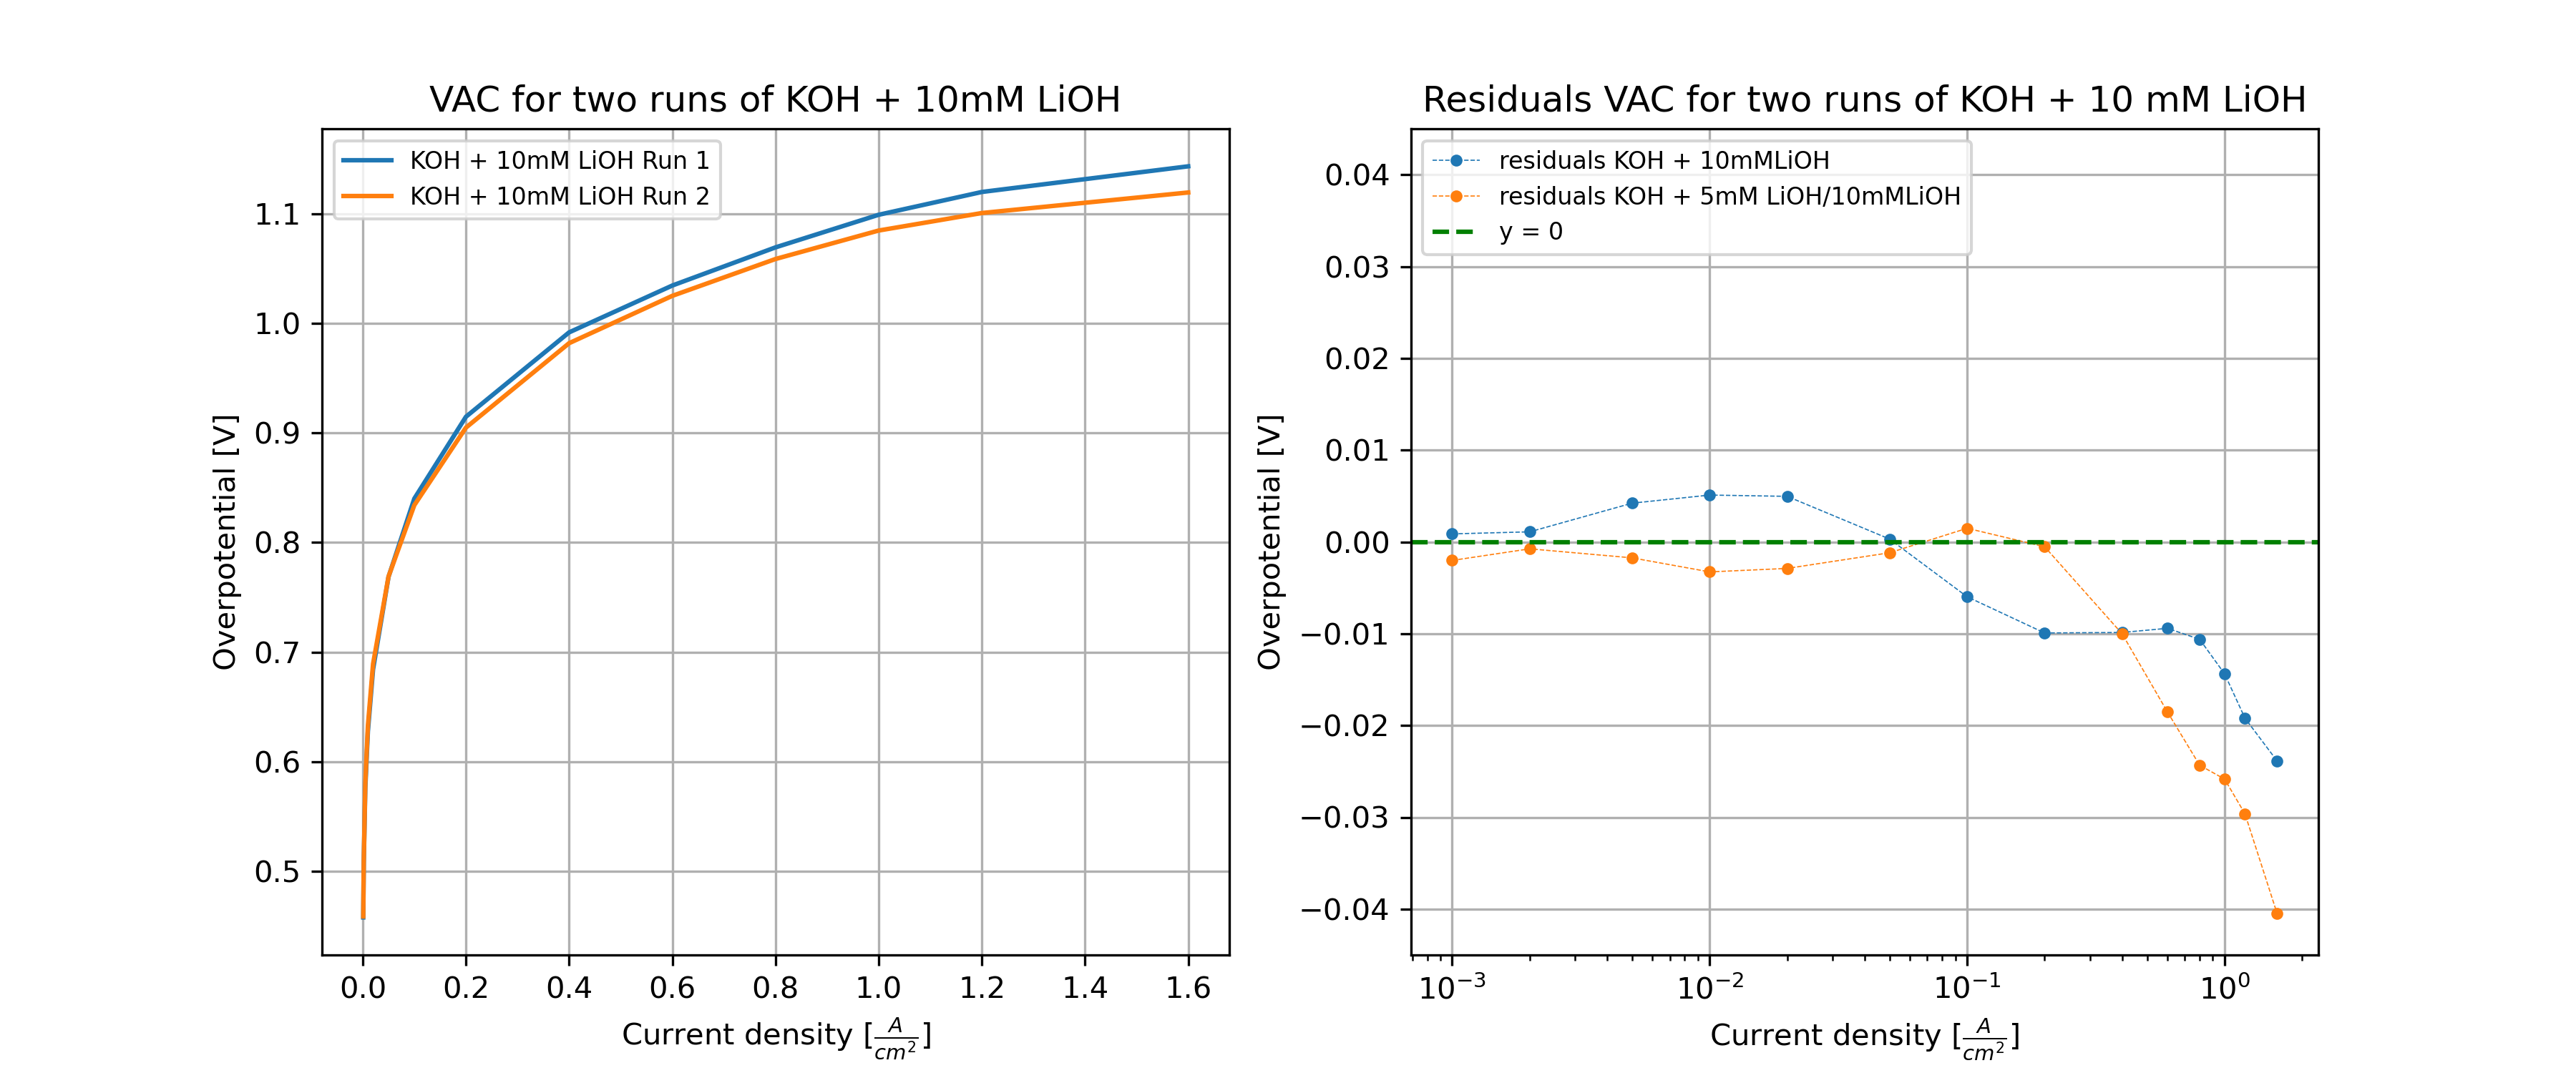 VAC for two runs of KOH + 10mM LiOH
KOH + 10mM LiOH Run 1
KOH + 10mM LiOH Run 2
1.1
1.0
0.9
0.8
0.7
0.6
0.5
Overpotential [V]
0.0 0.2 0.4 0.6 0.8 1.0 1.2 1.4 1.6
Current density [A/cm²]
Residuals VAC for two runs of KOH + 10 mM LiOH
residuals KOH + 10mMLiOH
residuals KOH + 5mM LiOH/10mMLiOH
y = 0
0.04
0.03
0.02
0.01
0.00
−0.01
−0.02
−0.03
−0.04
Overpotential [V]
10⁻³ 10⁻² 10⁻¹ 10⁰
Current density [A/cm²]